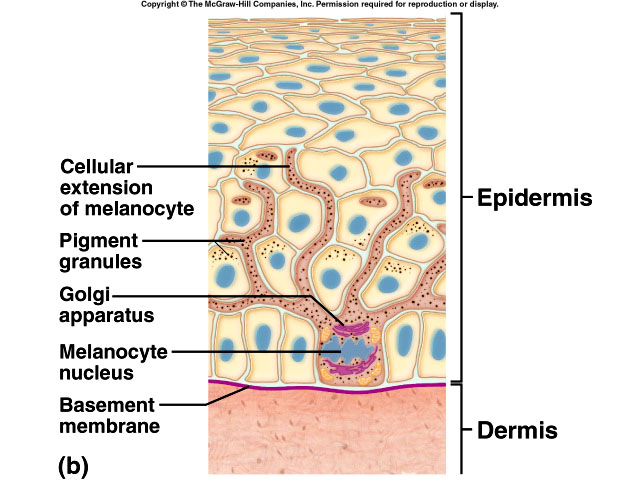 Copyright © The McGraw-Hill Companies, Inc. Permission required for reproduction or display.
Cellular
extension
of melanocyte
Pigment
granules
Golgi
apparatus
Melanocyte
nucleus
Basement
membrane
(b)
Epidermis
Dermis